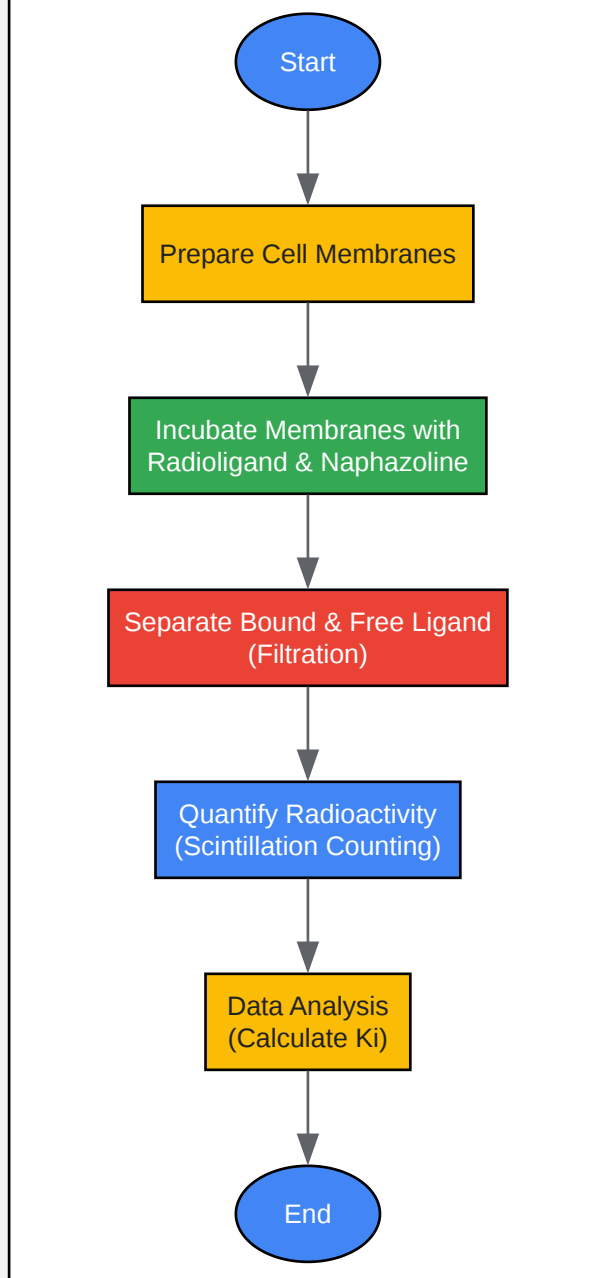 Start
Prepare Cell Membranes
Incubate Membranes with
Radioligand & Naphazoline
Separate Bound & Free Ligand
(Filtration)
Quantify Radioactivity
(Scintillation Counting)
Data Analysis
(Calculate Ki)
End